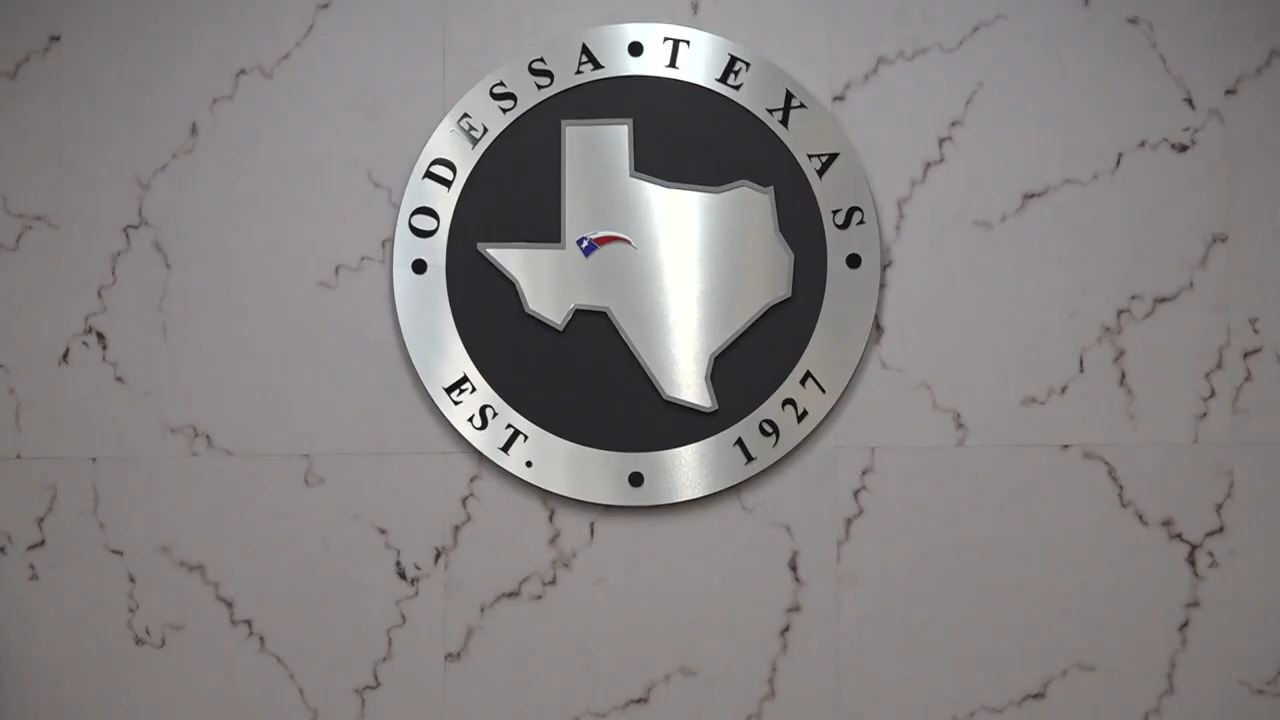 ODESSA • TEXAS
EST. • 1927